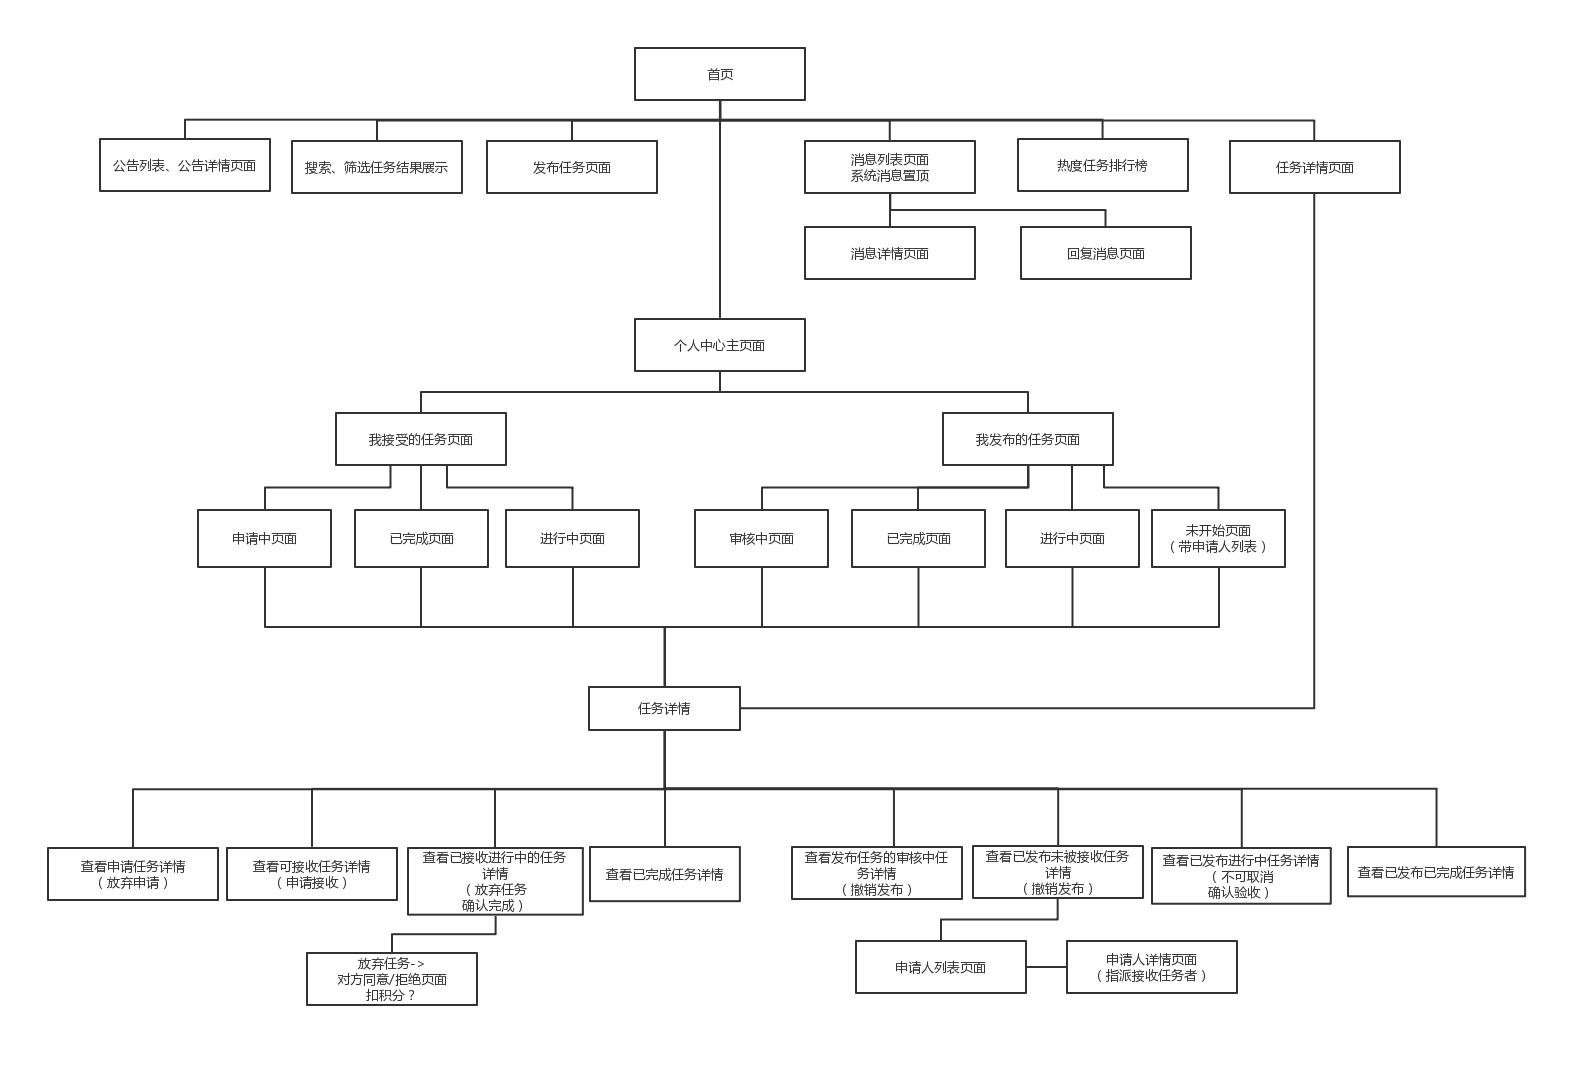 首页
公告列表、公告详情页面
搜索、筛选任务结果展示
发布任务页面
消息列表页面
系统消息置顶
热度任务排行榜
任务详情页面
消息详情页面
回复消息页面
个人中心主页面
我接受的任务页面
我发布的任务页面
申请中页面
已完成页面
进行中页面
审核中页面
已完成页面
进行中页面
未开始页面
（带申请人列表）
任务详情
查看申请任务详情
（放弃申请）
查看可接收任务详情
（申请接收）
查看已接收进行中的任务
详情
（放弃任务
确认完成）
查看已完成任务详情
查看发布任务的审核中任
务详情
（撤销发布）
查看已发布未被接收任务
详情
（撤销发布）
查看已发布进行中任务详情
（不可取消
确认验收）
查看已发布已完成任务详情
放弃任务->
对方同意/拒绝页面
扣积分？
申请人列表页面
申请人详情页面
（指派接收任务者）